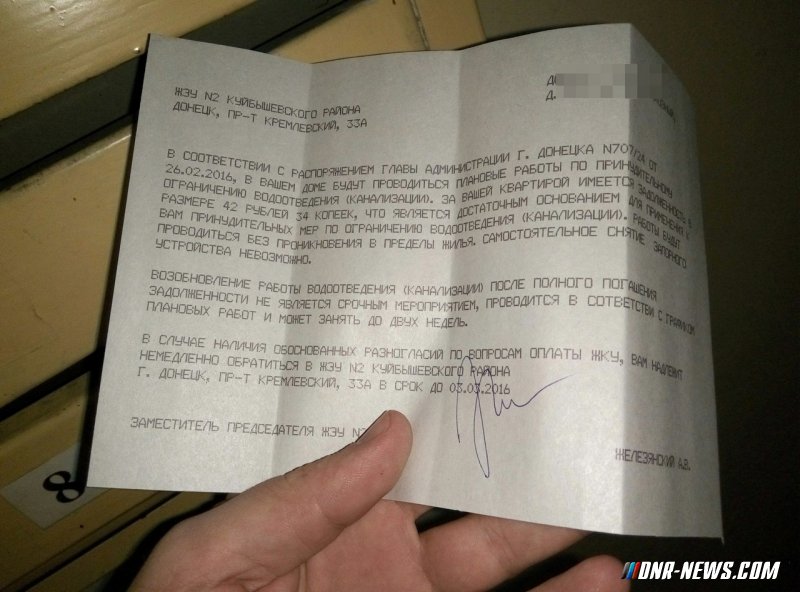 ЖЭУ N2 КУЙБЫШЕВСКОГО РАЙОНА
ДОНЕЦК, ПР-Т КРЕМЛЕВСКИЙ, 33А
Д.
В СООТВЕТСТВИИ С РАСПОРЯЖЕНИЕМ ГЛАВЫ АДМИНИСТРАЦИИ Г. ДОНЕЦКА N707/24 ОТ
26.02.2016, В ВАШЕМ ДОМЕ БУДУТ ПРОВОДИТЬСЯ ПЛАНОВЫЕ РАБОТЫ ПО ПРИНУДИТЕЛЬНОМУ
ОГРАНИЧЕНИЮ ВОДООТВЕДЕНИЯ (КАНАЛИЗАЦИИ). ЗА ВАШЕЙ КВАРТИРОЙ ИМЕЕТСЯ ЗАДОЛЖЕННОСТЬ В
РАЗМЕРЕ 42 РУБЛЕЙ 34 КОПЕЕК, ЧТО ЯВЛЯЕТСЯ ДОСТАТОЧНЫМ ОСНОВАНИЕМ ДЛЯ ПРИМЕНЕНИЯ К
ВАМ ПРИНУДИТЕЛЬНЫХ МЕР ПО ОГРАНИЧЕНИЮ ВОДООТВЕДЕНИЯ (КАНАЛИЗАЦИИ). РАБОТЫ БУДУТ
ПРОВОДИТЬСЯ БЕЗ ПРОНИКНОВЕНИЯ В ПРЕДЕЛЫ ЖИЛЬЯ. САМОСТОЯТЕЛЬНОЕ СНЯТИЕ ЗАПОРНОГО
УСТРОЙСТВА НЕВОЗМОЖНО.
ВОЗОБНОВЛЕНИЕ РАБОТЫ ВОДООТВЕДЕНИЯ (КАНАЛИЗАЦИИ) ПОСЛЕ ПОЛНОГО ПОГАШЕНИЯ
ЗАДОЛЖЕННОСТИ НЕ ЯВЛЯЕТСЯ СРОЧНЫМ МЕРОПРИЯТИЕМ, ПРОВОДИТСЯ В СОТВЕТСТВИ С ГРАФИКОМ
ПЛАНОВЫХ РАБОТ И МОЖЕТ ЗАНЯТЬ ДО ДВУХ НЕДЕЛЬ.
В СЛУЧАЕ НАЛИЧИЯ ОБОСНОВАННЫХ РАЗНОГЛАСИЙ ПО ВОПРОСАМ ОПЛАТЫ ЖКУ, ВАМ НАДЛЕЖИТ
НЕМЕДЛЕННО ОБРАТИТЬСЯ В ЖЭУ N2 КУЙБЫШЕВСКОГО РАЙОНА
Г. ДОНЕЦК, ПР-Т КРЕМЛЕВСКИЙ, 33А В СРОК ДО 03.03.2016
ЗАМЕСТИТЕЛЬ ПРЕДСЕДАТЕЛЯ ЖЭУ N2
ЖЕЛЕЗЯНСКИЙ А.В.
8
DNR-NEWS.COM